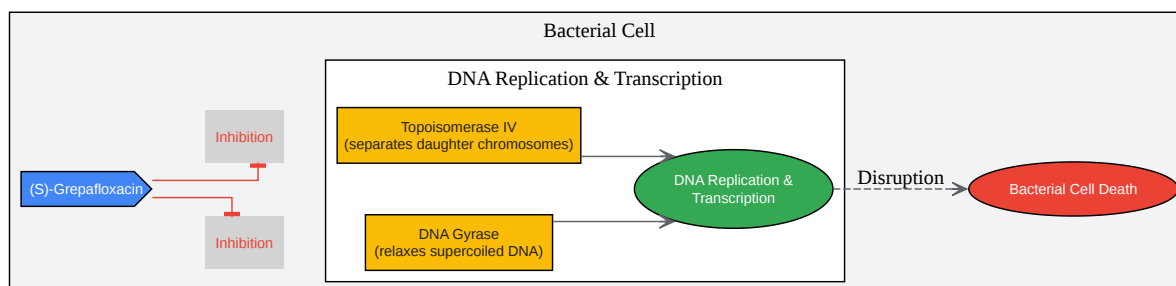 Bacterial Cell
DNA Replication & Transcription
Topoisomerase IV
(separates daughter chromosomes)
Inhibition
(S)-Grepafloxacin
DNA Replication &
Transcription
Disruption
Bacterial Cell Death
Inhibition
DNA Gyrase
(relaxes supercoiled DNA)